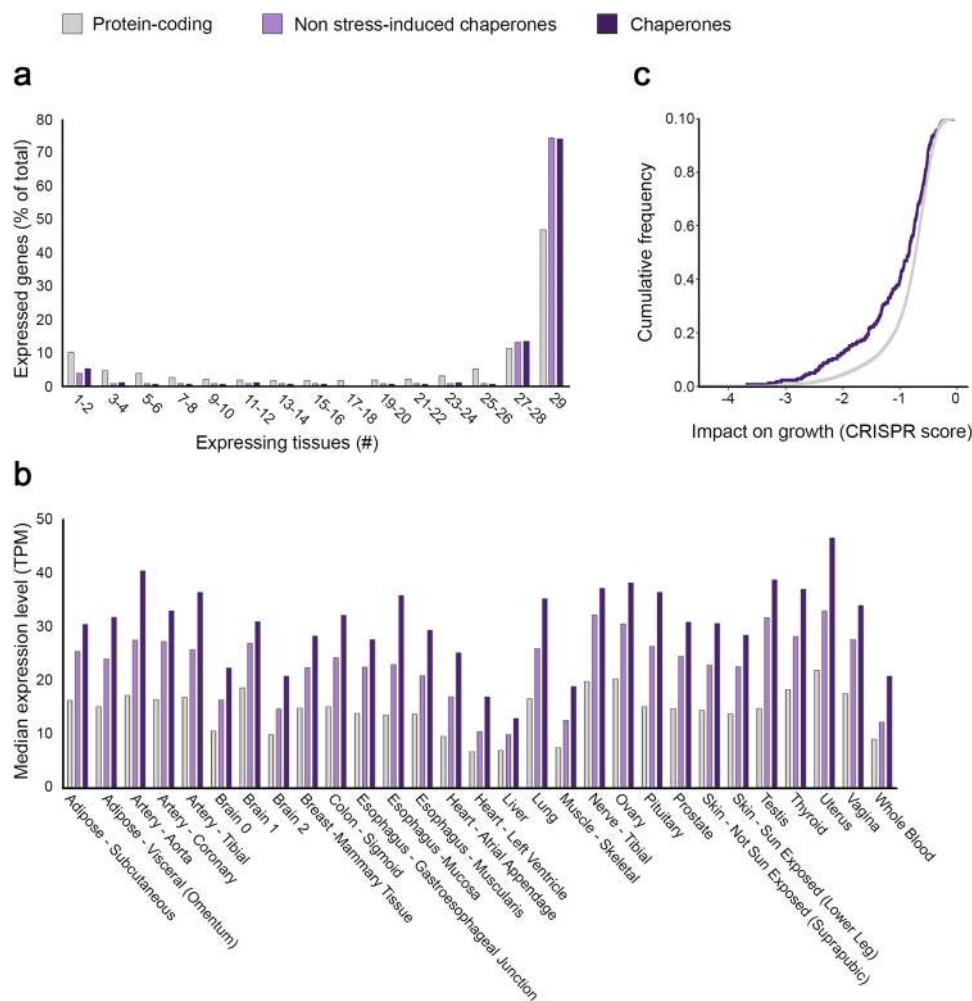 Protein-coding
Non stress-induced chaperones
Chaperones
a
Expressed genes (% of total)
80
70
60
50
40
30
20
10
0
1-2
3-4
5-6
7-8
9-10
11-12
13-14
15-16
17-18
19-20
21-22
23-24
25-26
27-28
29
Expressing tissues (#)
c
Cumulative frequency
0.10
0.8
0.6
0.4
0.2
0.0
-4
-3
-2
-1
0
Impact on growth (CRISPR score)
b
Median expression level (TPM)
50
40
30
20
10
0
Adipose - Subcutaneous
Adipose - Visceral (Omentum)
Artery - Aorta
Artery - Coronary
Artery - Tibial
Brain 0
Brain 1
Brain 2
Breast -Mammary Tissue
Colon - Sigmoid
Esophagus - Gastroesophageal Junction
Esophagus -Mucosa
Esophagus - Muscularis
Heart - Atrial Appendage
Heart - Left Ventricle
Liver
Lung
Muscle - Skeletal
Nerve - Tibial
Ovary
Pituitary
Prostate
Skin - Not Sun Exposed (Suprapubic)
Skin - Sun Exposed (Lower Leg)
Testis
Thyroid
Uterus
Vagina
Whole Blood